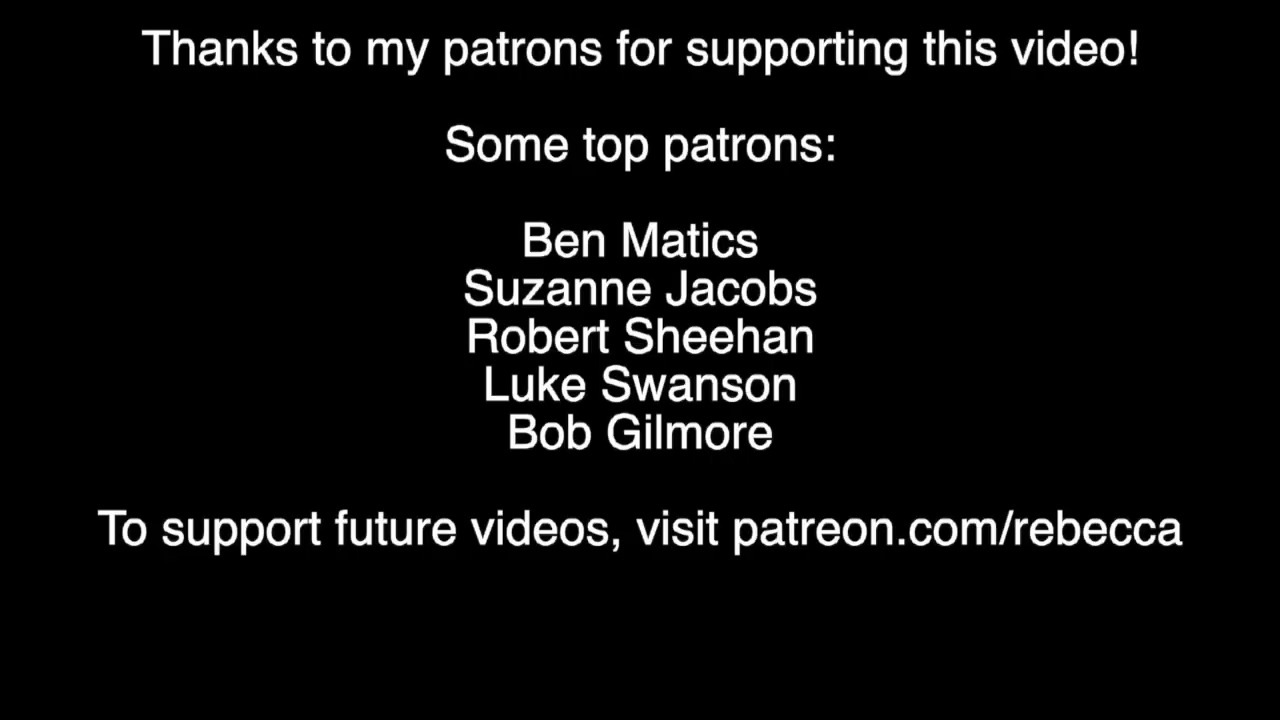 Thanks to my patrons for supporting this video!
Some top patrons:
Ben Matics
Suzanne Jacobs
Robert Sheehan
Luke Swanson
Bob Gilmore
To support future videos, visit patreon.com/rebecca